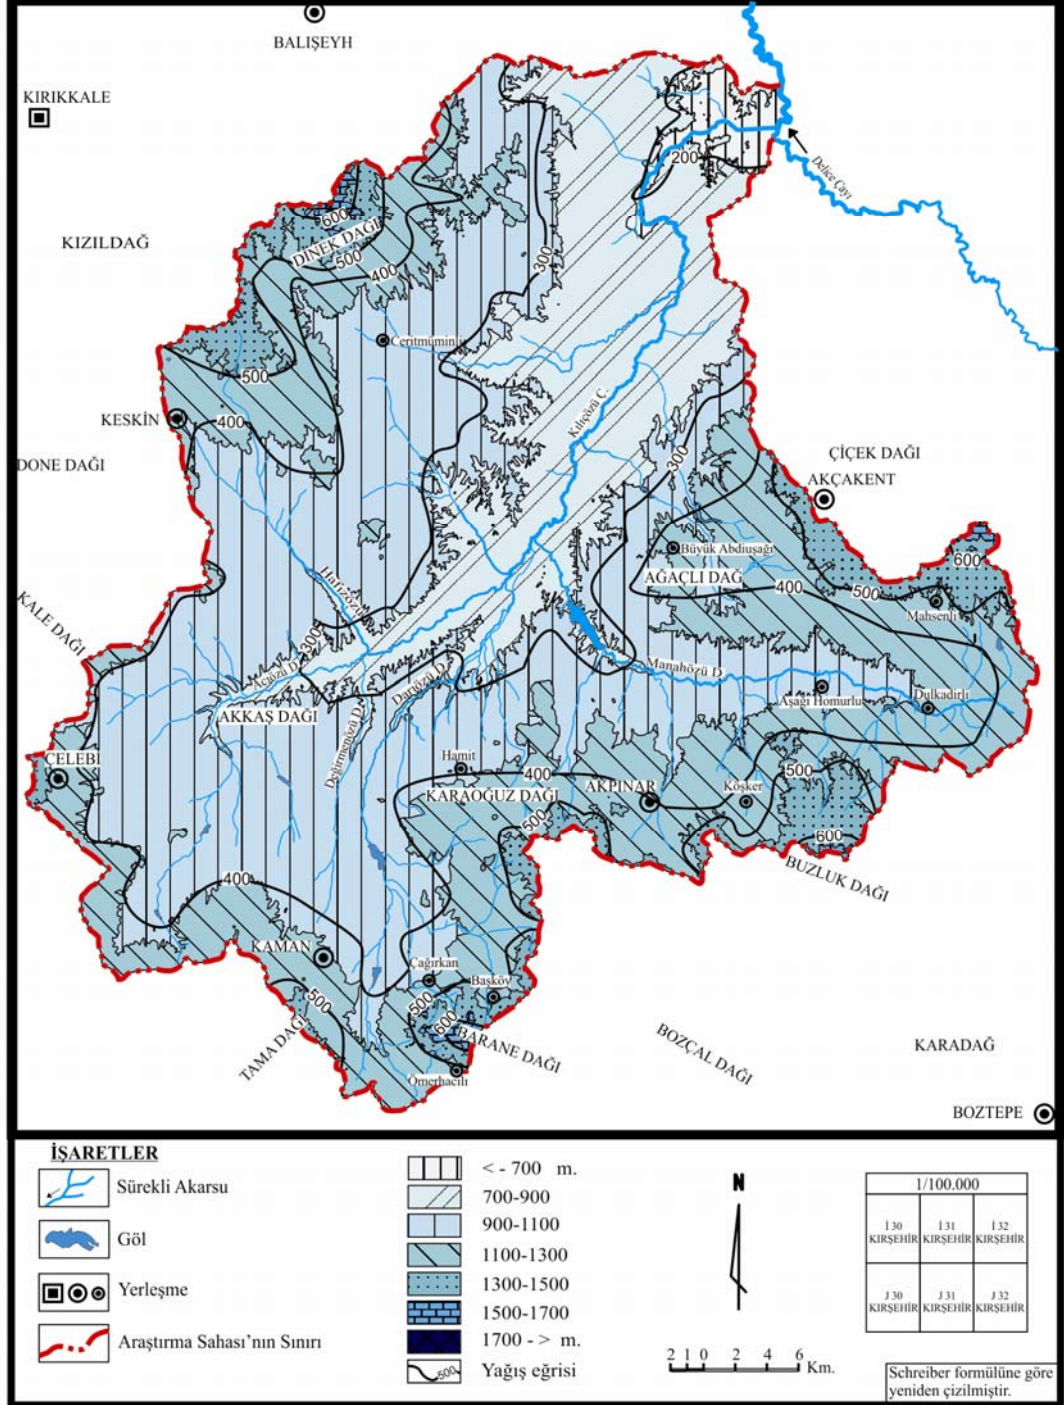 BALIŞEYH
KIRIKKALE
200
Delice Çayı
600
KIZILDAĞ
DİNEK DAĞI
500
400
300
Ceritmüminli
500
KESKİN
400
Kılıçözü Ç.
DONE DAĞI
300
ÇİÇEK DAĞI
AKÇAKENT
Büyük Abdiuşağı
600
AĞAÇLI DAĞ
400
500
Mahsenli
Hafızözü
KALE DAĞI
300
Acıözü D.
Darıözü D.
Manahözü D
Aşağı Homurlu
Dulkadirli
AKKAŞ DAĞI
Değirmenözü D.
ÇELEBİ
Hamit
400
500
KARAOĞUZ DAĞI
AKPINAR
Köşker
500
600
BUZLUK DAĞI
400
KAMAN
Çağırkan
Başköy
500
500
600
TAMA DAĞI
BARANE DAĞI
BOZÇAL DAĞI
KARADAĞ
Ömerhacılı
BOZTEPE
İŞARETLER
Sürekli Akarsu
Göl
Yerleşme
Araştırma Sahası’nın Sınırı
< - 700 m.
700-900
900-1100
1100-1300
1300-1500
1500-1700
1700 - > m.
500
Yağış eğrisi
N
2 1 0 2 4 6
Km.
1/100.000
İ 30 İ 31 İ 32
KIRŞEHİR KIRŞEHİR KIRŞEHİR
J 30 J 31 J 32
KIRŞEHİR KIRŞEHİR KIRŞEHİR
Schreiber formülüne göre
yeniden çizilmiştir.